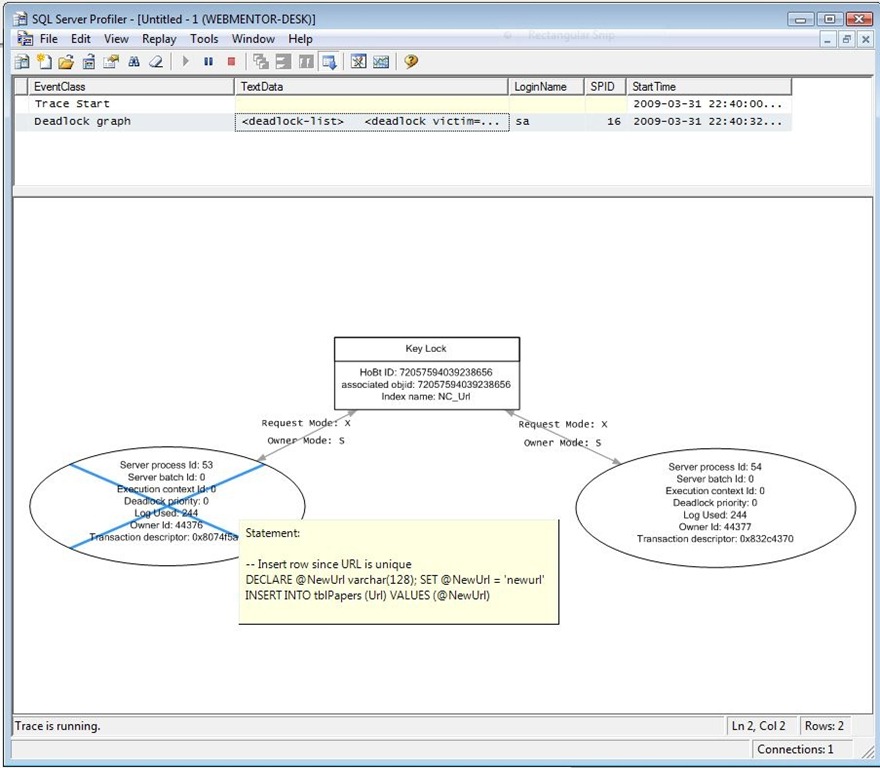 SQL Server Profiler - [Untitled - 1 (WEBMENTOR-DESK)]
File Edit View Replay Tools Window Help
Rectangular Snip
EventClass TextData LoginName SPID StartTime
Trace Start 2009-03-31 22:40:00...
Deadlock graph <deadlock-list> <deadlock victim=... sa 16 2009-03-31 22:40:32...
Key Lock
HoBt ID: 72057594039238656
associated objid: 72057594039238656
Index name: NC_Url
Request Mode: X
Owner Mode: S
Request Mode: X
Owner Mode: S
Server process Id: 53
Server batch Id: 0
Execution context Id: 0
Deadlock priority: 0
Log Used: 244
Owner Id: 44376
Transaction descriptor: 0x8074f5a
Server process Id: 54
Server batch Id: 0
Execution context Id: 0
Deadlock priority: 0
Log Used: 244
Owner Id: 44377
Transaction descriptor: 0x832c4370
Statement:
-- Insert row since URL is unique
DECLARE @NewUrl varchar(128); SET @NewUrl = 'newurl'
INSERT INTO tblPapers (Url) VALUES (@NewUrl)
Trace is running. Ln 2, Col 2 Rows: 2
Connections: 1